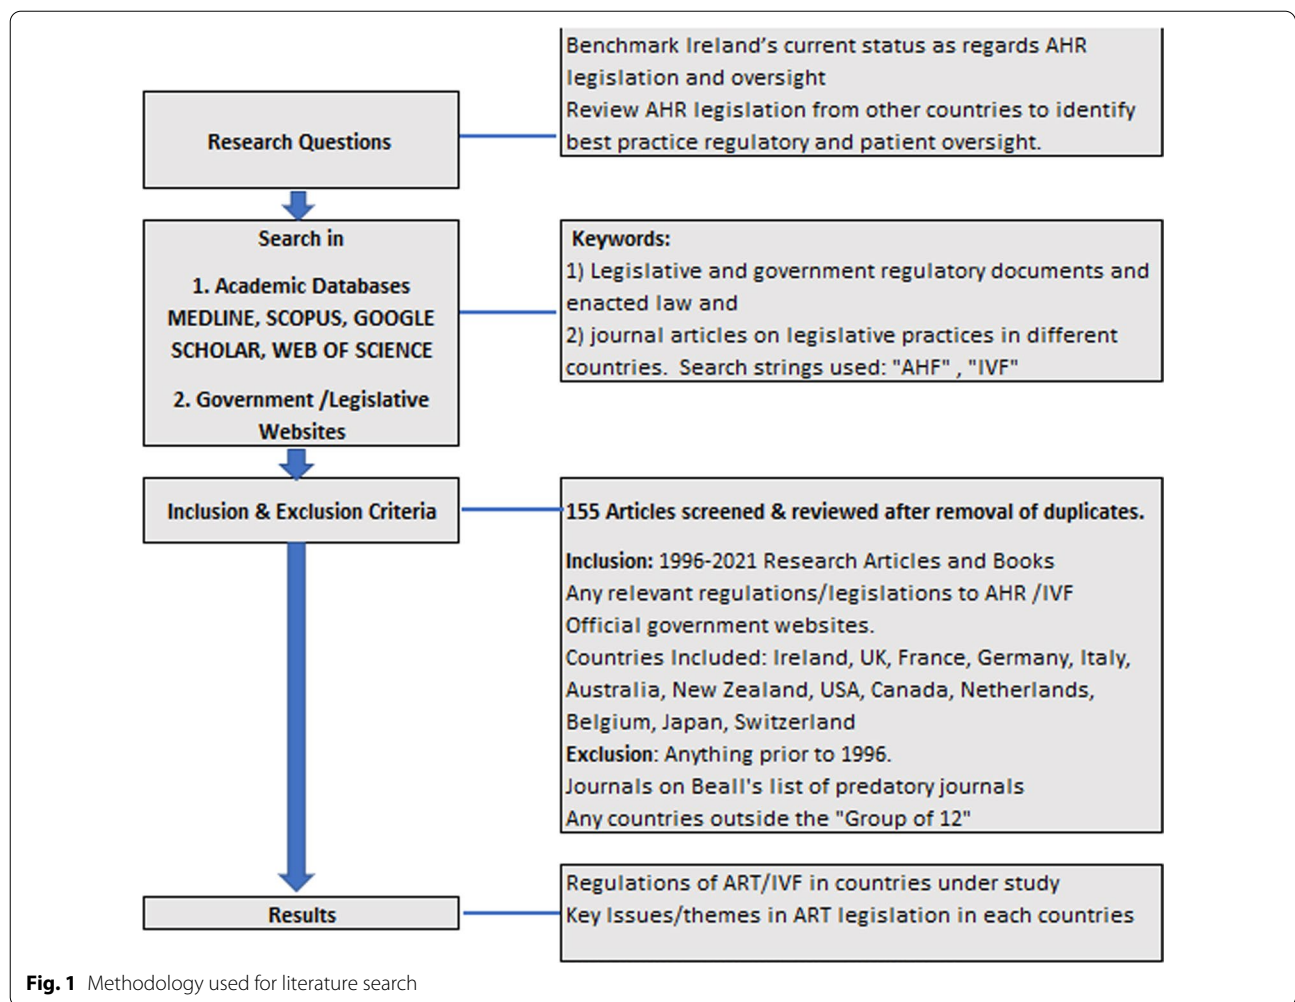 Benchmark Ireland's current status as regards AHR
legislation and oversight
Review AHR legislation from other countries to identify
best practice regulatory and patient oversight.
Research Questions
Search in
1. Academic Databases
MEDLINE, SCOPUS, GOOGLE
SCHOLAR, WEB OF SCIENCE
2. Government /Legislative
Websites
Keywords:
1) Legislative and government regulatory documents and
enacted law and
2) journal articles on legislative practices in different
countries. Search strings used: "AHF" , "IVF"
Inclusion & Exclusion Criteria
155 Articles screened & reviewed after removal of duplicates.
Inclusion: 1996-2021 Research Articles and Books
Any relevant regulations/legislations to AHR /IVF
Official government websites.
Countries Included: Ireland, UK, France, Germany, Italy,
Australia, New Zealand, USA, Canada, Netherlands,
Belgium, Japan, Switzerland
Exclusion: Anything prior to 1996.
Journals on Beall's list of predatory journals
Any countries outside the "Group of 12"
Results
Regulations of ART/IVF in countries under study
Key Issues/themes in ART legislation in each countries
Fig. 1 Methodology used for literature search